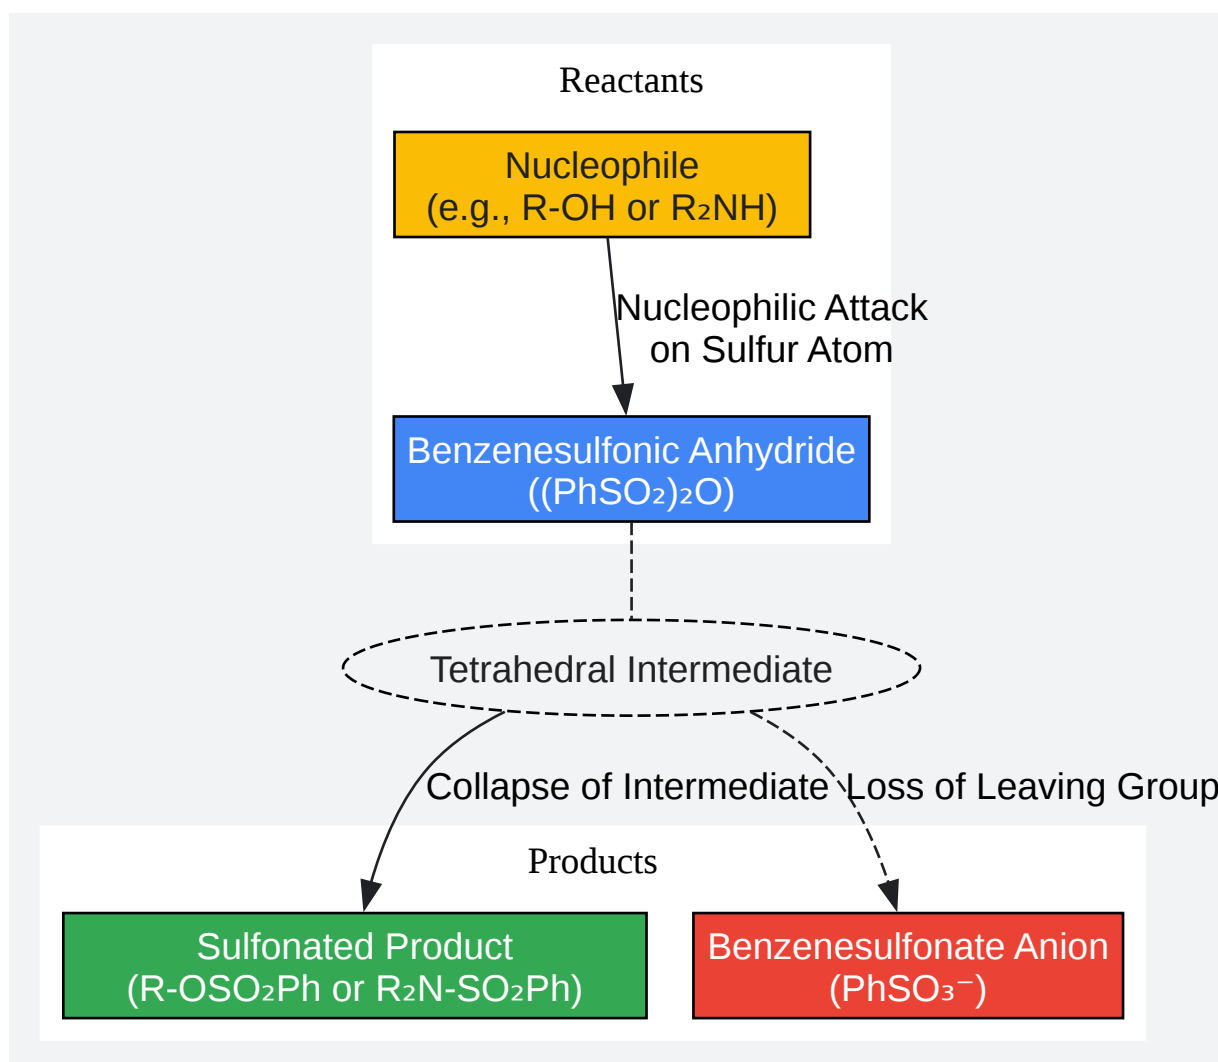 Reactants
Nucleophile
(e.g., R-OH or R₂NH)
Nucleophilic Attack
on Sulfur Atom
Benzenesulfonic Anhydride
((PhSO₂)₂O)
Tetrahedral Intermediate
Collapse of Intermediate
Loss of Leaving Group
Products
Sulfonated Product
(R-OSO₂Ph or R₂N-SO₂Ph)
Benzenesulfonate Anion
(PhSO₃⁻)